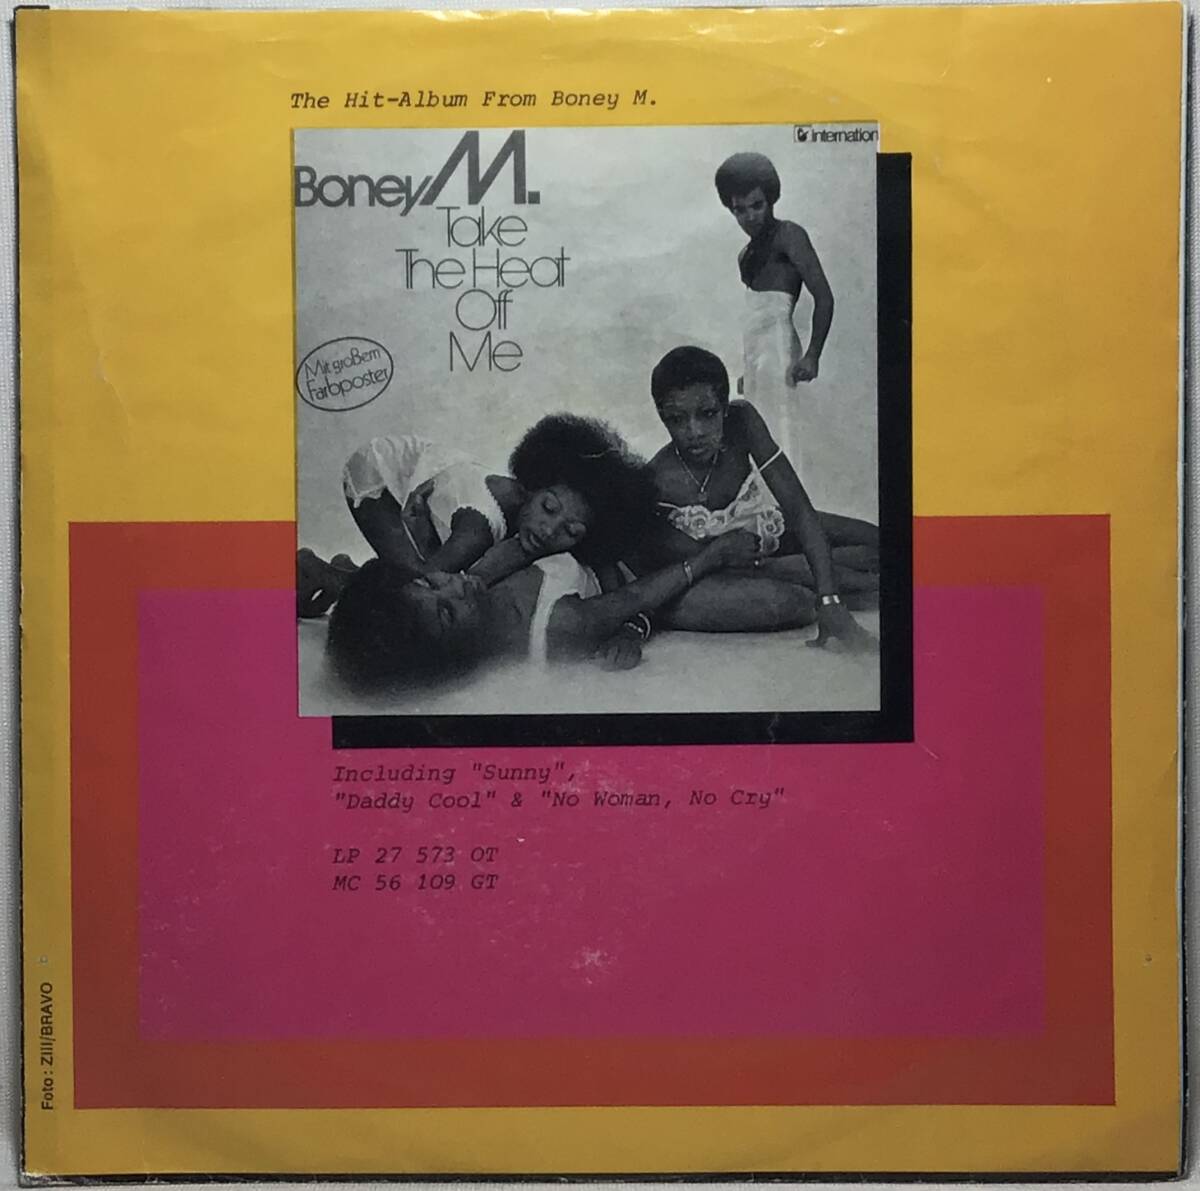 The Hit-Album From Boney M.
international
Boney M.
Take
The Heat
Off
Me
Mit großem
Farbposter
Including "Sunny",
"Daddy Cool" & "No Woman, No Cry"
LP 27 573 OT
MC 56 109 GT
Foto: Zill/BRAVO